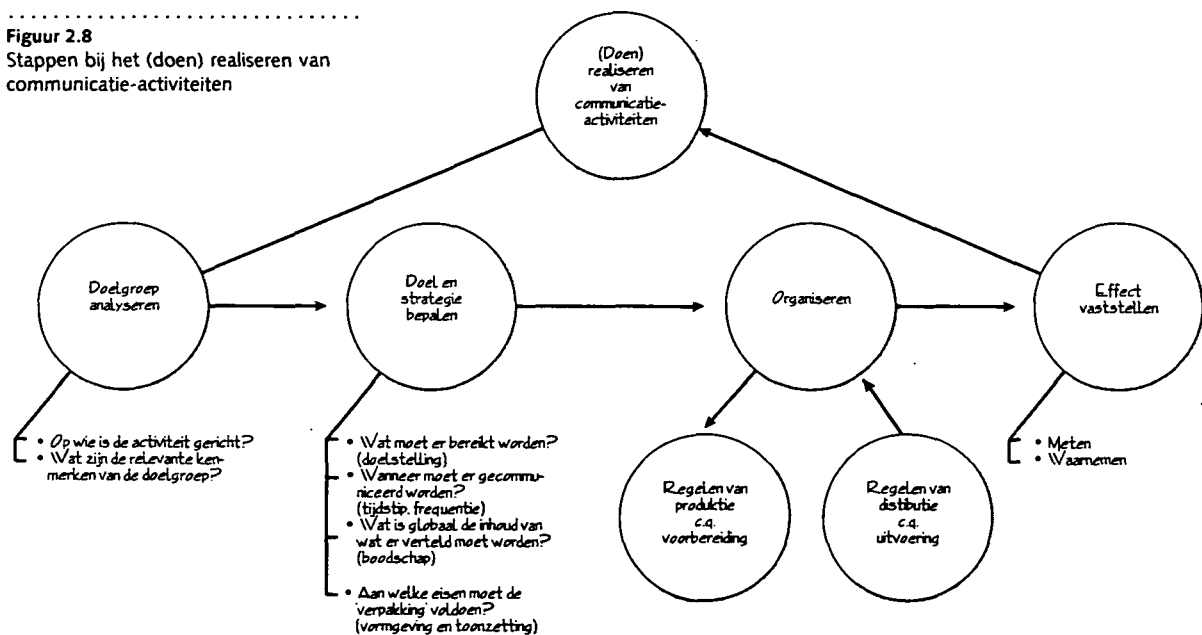 Figuur 2.8
Stappen bij het (doen) realiseren van
communicatie-activiteiten
(Doen)
realiseren
van
communicatie-
activiteiten
Doelgroep
analyseren
Doel en
strategie
bepalen
Organiseren
Effect
vaststellen
• Op wie is de activiteit gericht?
• Wat zijn de relevante ken-
merken van de doelgroep?
• Wat moet er bereikt worden?
(doelstelling)
• Wanneer moet er gecommu-
niceerd worden?
(tijdstip, frequentie)
• Wat is globaal de inhoud van
wat er verteld moet worden?
(boodschap)
• Aan welke eisen moet de
'verpakking' voldoen?
(vormgeving en toonzetting)
Regelen van
produktie
c.q.
voorbereiding
Regelen van
distibutie
c.q.
uitvoering
• Meten
• Waarnemen